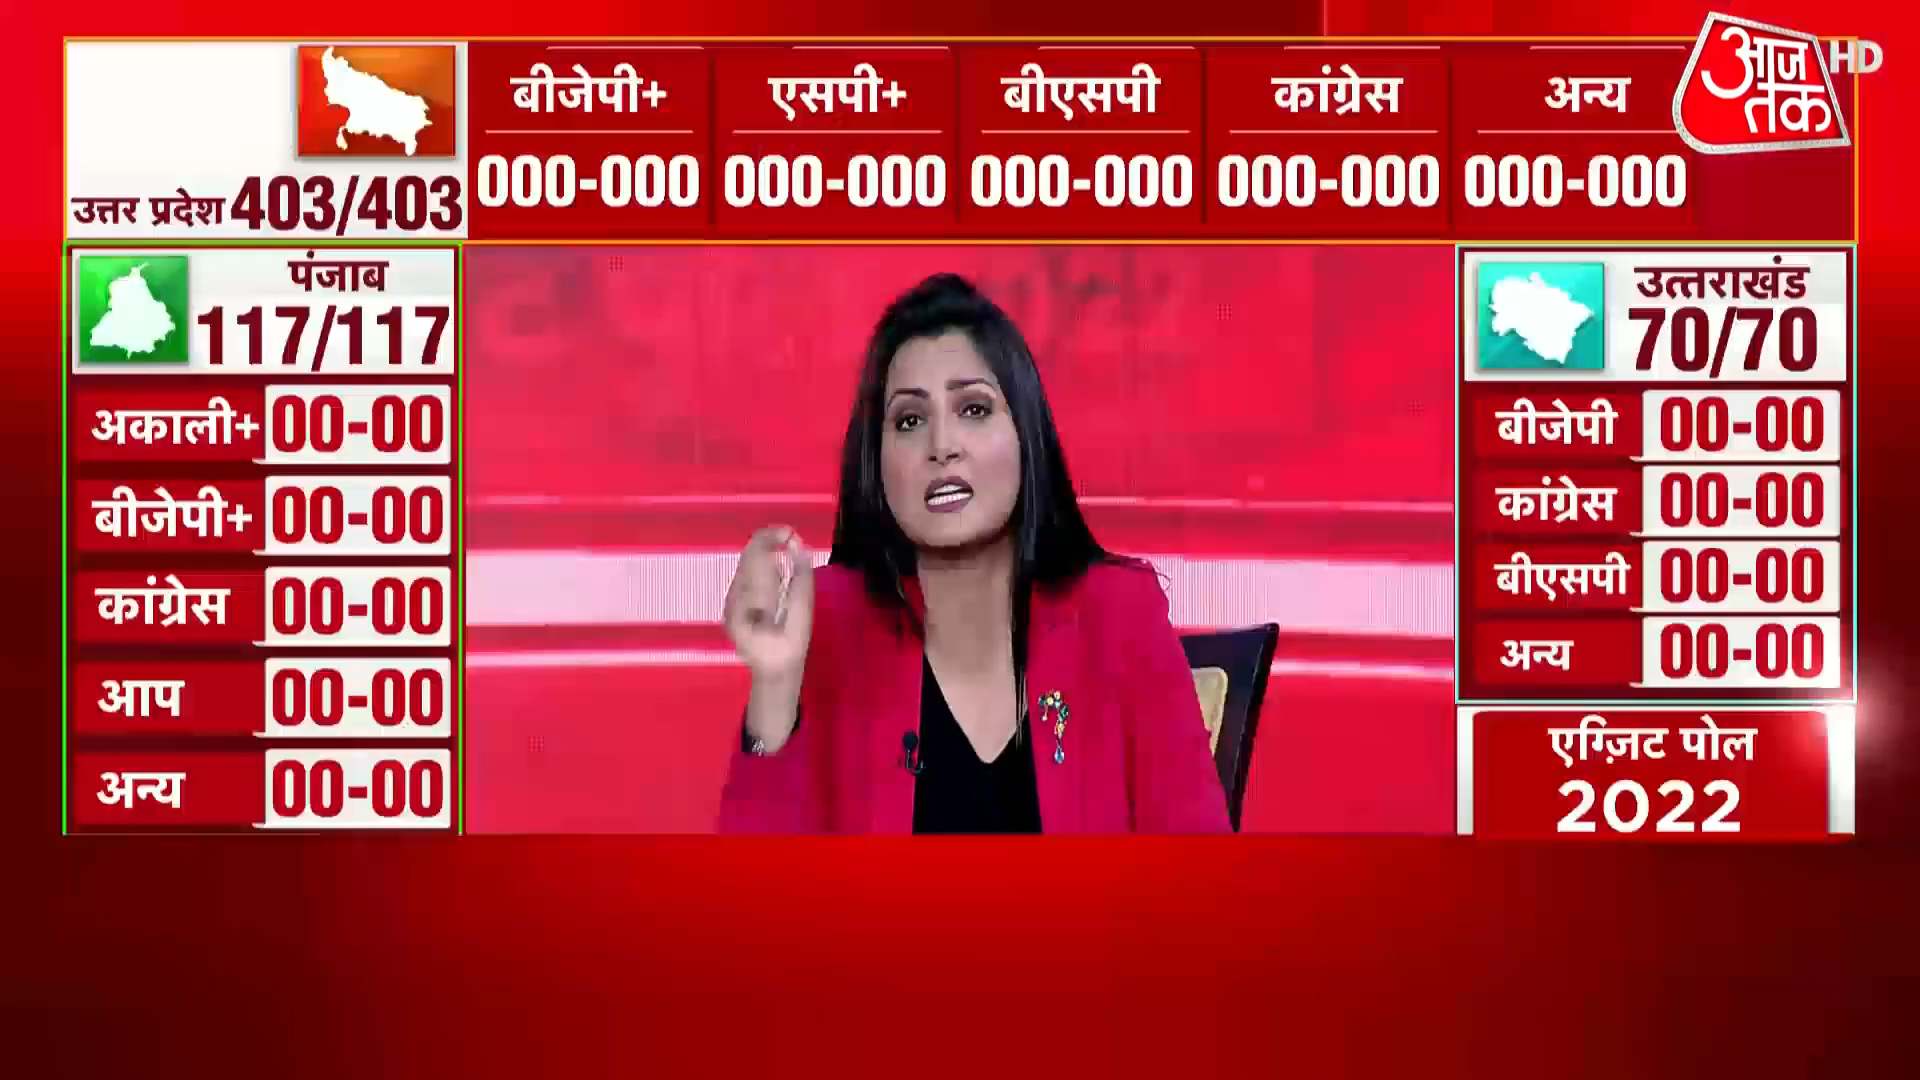 आज तक HD
बीजेपी+ एसपी+ बीएसपी कांग्रेस अन्य
उत्तर प्रदेश 403/403 000-000 000-000 000-000 000-000 000-000
पंजाब
117/117
अकाली+ 00-00
बीजेपी+ 00-00
कांग्रेस 00-00
आप 00-00
अन्य 00-00
उत्तराखंड
70/70
बीजेपी 00-00
कांग्रेस 00-00
बीएसपी 00-00
अन्य 00-00
एग्ज़िट पोल
2022